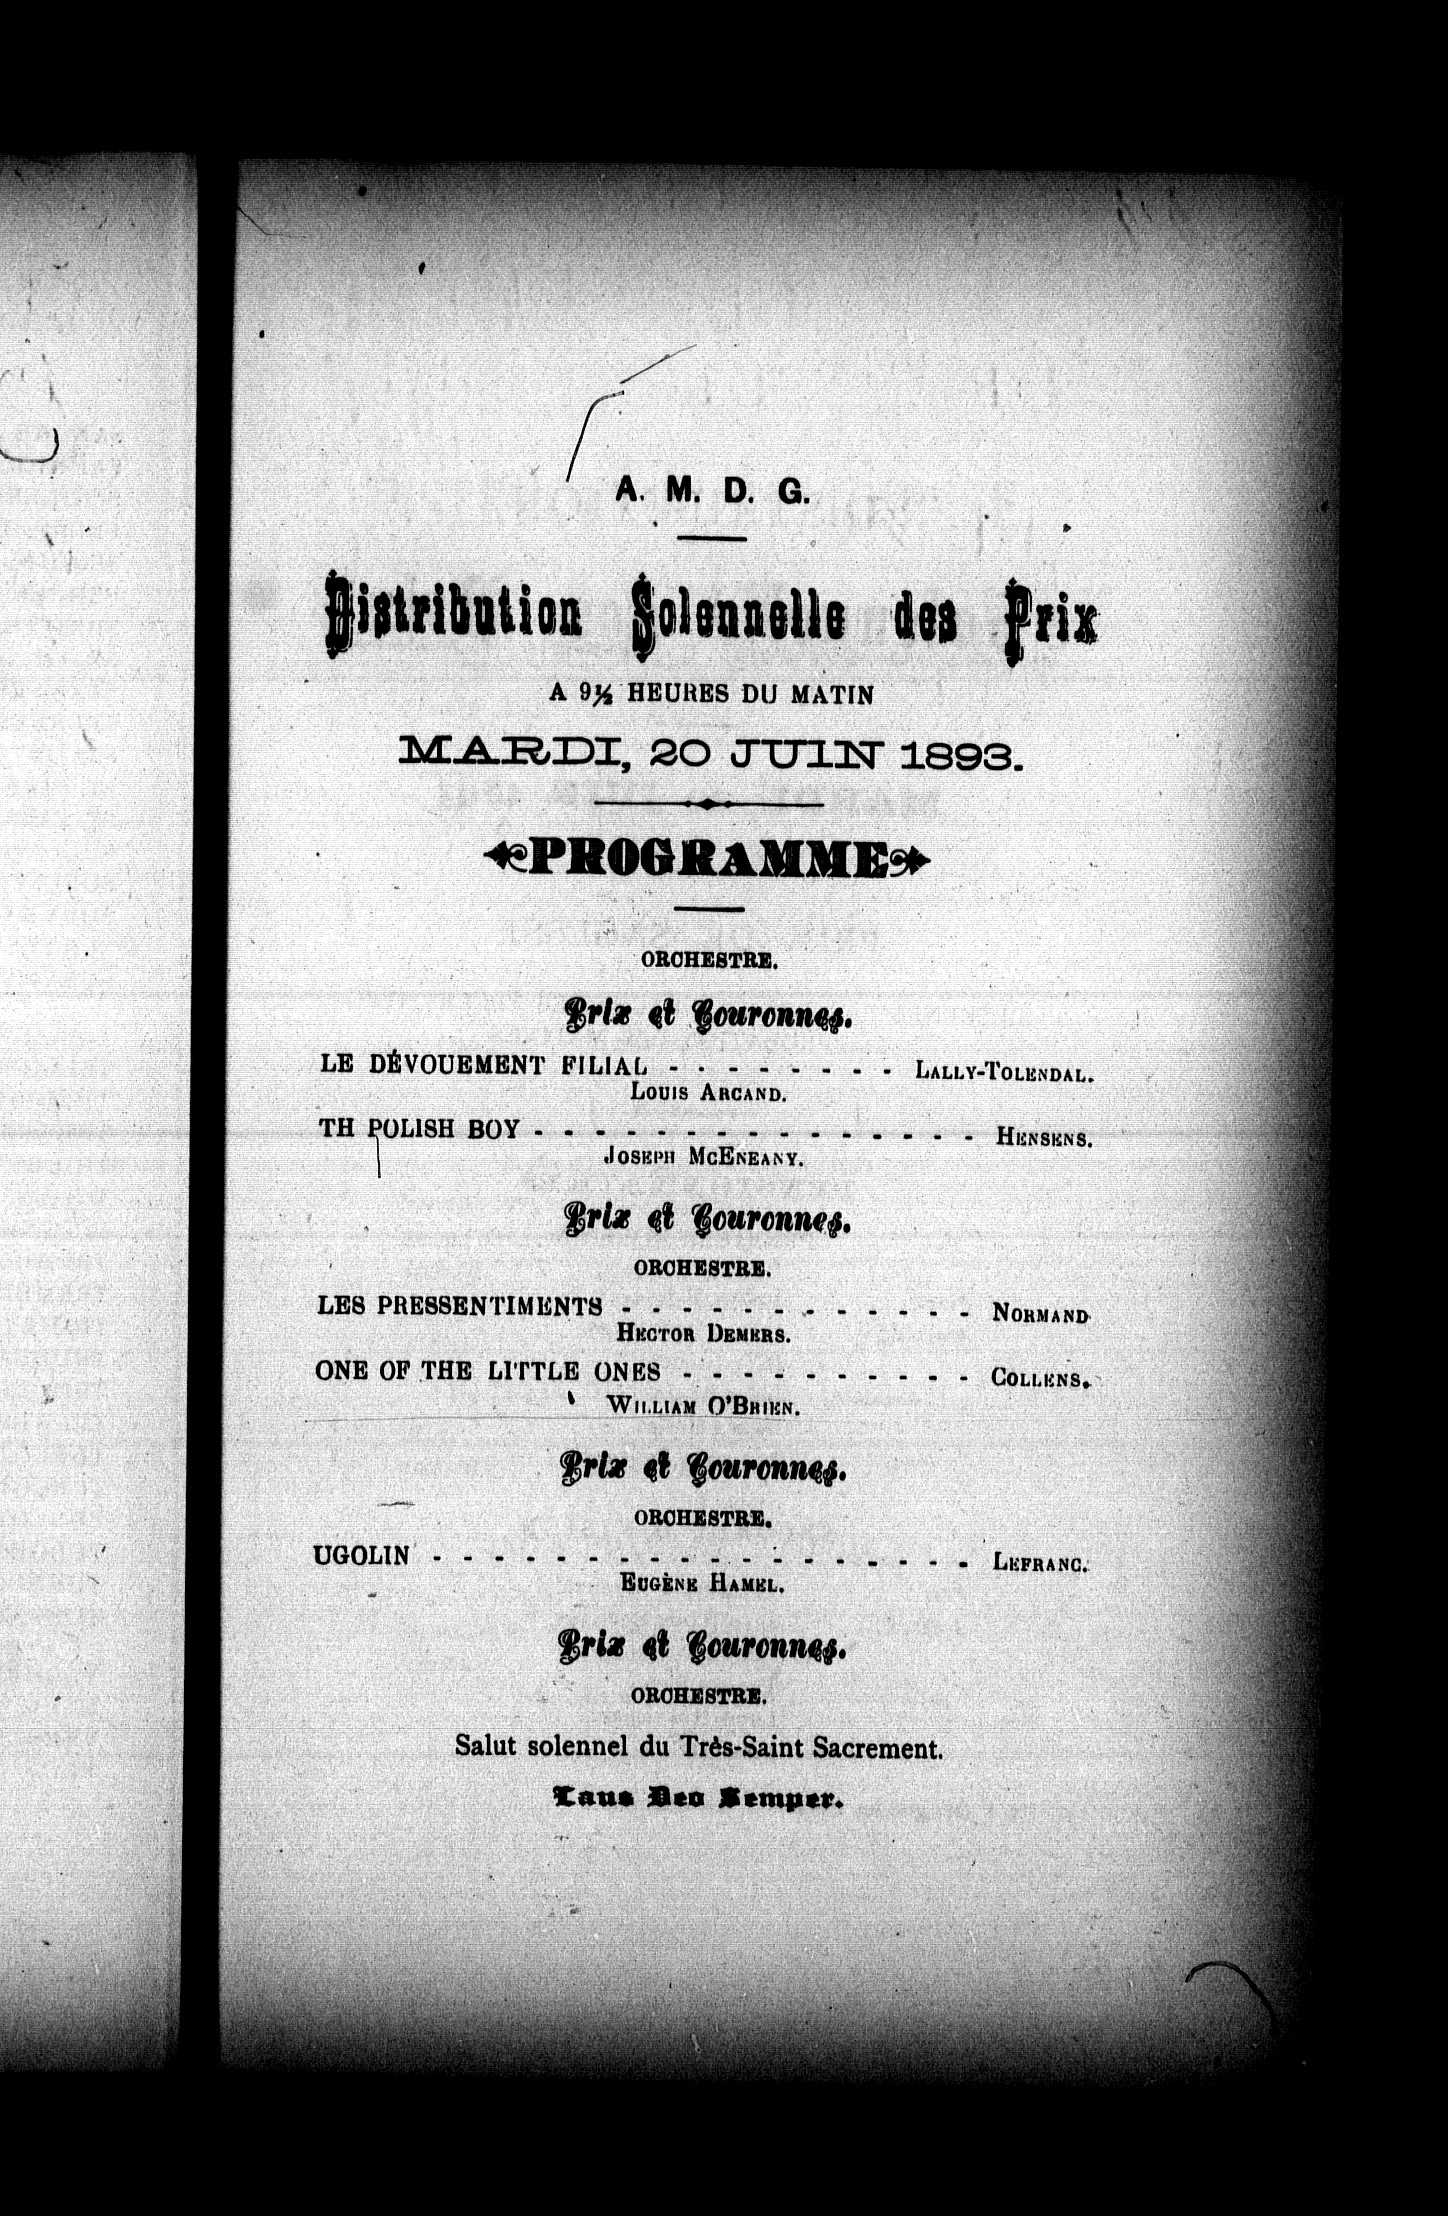 A. M. D. G.
Distribution Solennelle des Prix
A 9½ HEURES DU MATIN
MARDI, 20 JUIN 1893.
PROGRAMME
ORCHESTRE.
Prix et Couronnes.
LE DÉVOUEMENT FILIAL - - - - - - - - LALLY-TOLENDAL.
LOUIS ARCAND.
TH POLISH BOY - - - - - - - - - - - - - - - HENSENS.
JOSEPH MCENEANY.
Prix et Couronnes.
ORCHESTRE.
LES PRESSENTIMENTS - - - - - - - - - - - - NORMAND
HECTOR DEMERS.
ONE OF THE LITTLE ONES - - - - - - - - - - COLLENS.
WILLIAM O'BRIEN.
Prix et Couronnes.
ORCHESTRE.
UGOLIN - - - - - - - - - - - - - - - - - - LEFRANC.
EUGÈNE HAMEL.
Prix et Couronnes.
ORCHESTRE.
Salut solennel du Très-Saint Sacrement.
Laus Deo Semper.